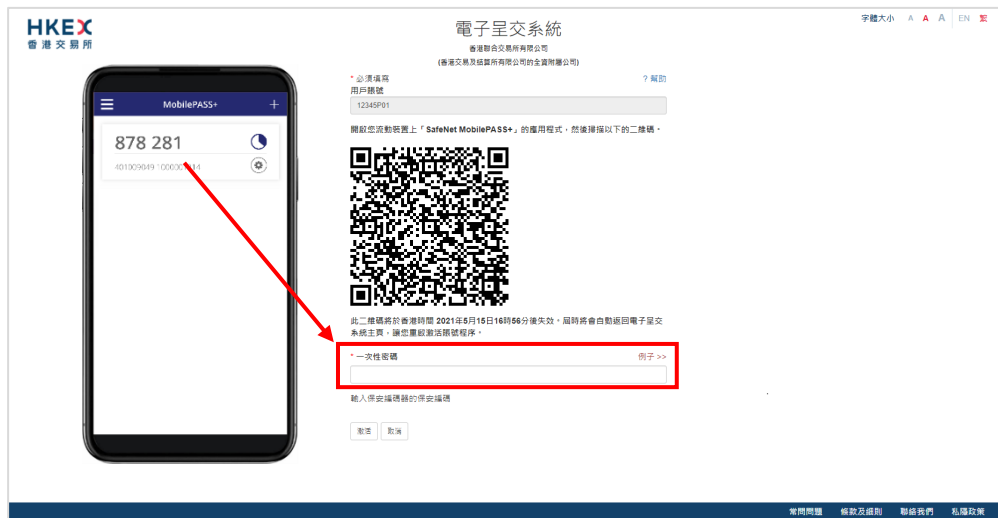 HKEX
香港交易所
字體大小 A A A EN 繁
電子呈交系統
香港聯合交易所有限公司
(香港交易及結算所有限公司的全資附屬公司)
* 必須填寫 ? 幫助
用戶賬號
12345P01
開啟您流動裝置上「SafeNet MobilePASS+」的應用程式，然後掃描以下的二維碼。
MobilePASS+
878 281
此二維碼將於香港時間 2021年5月15日16時56分後失效。屆時將會自動返回電子呈交
系統主頁，讓您重啟激活賬號程序。
* 一次性密碼 例子 >>
輸入保安編碼器的保安編碼
激活 取消
常問問題 條款及細則 聯絡我們 私隱政策